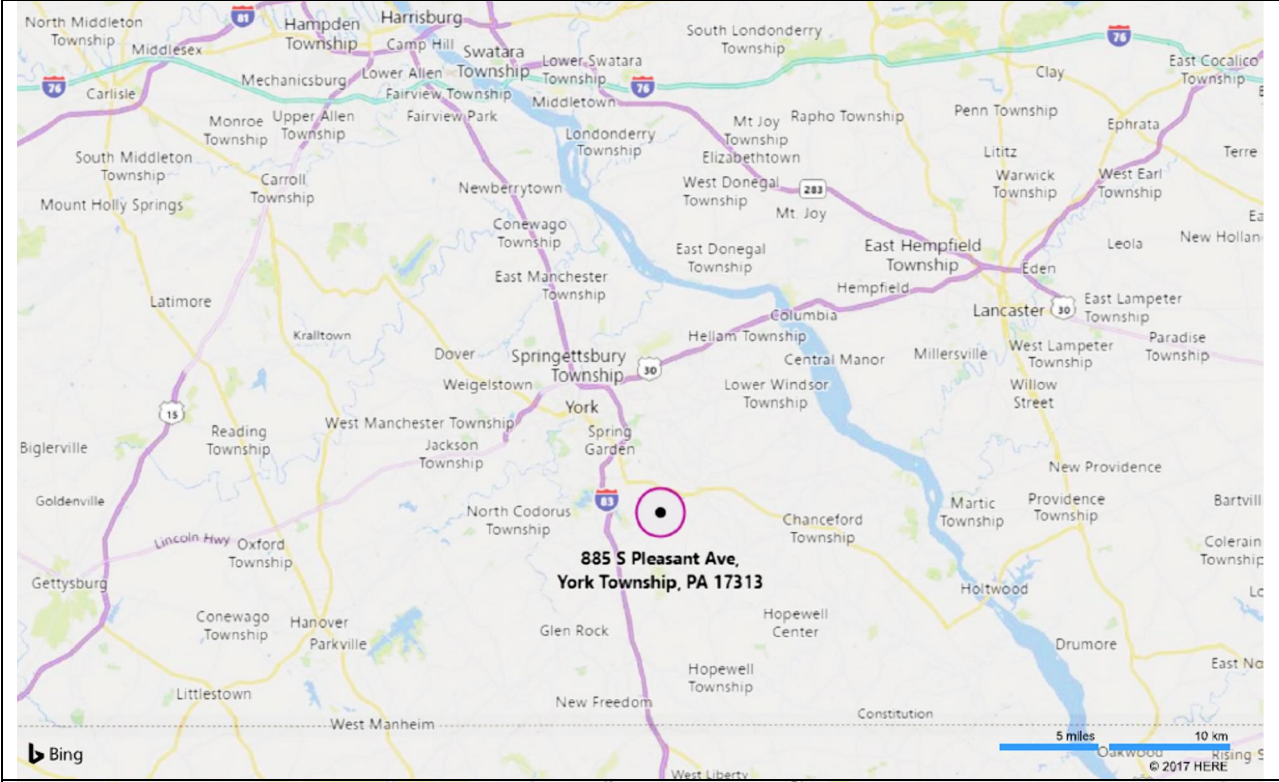 81
Harrisburg
North Middleton
Township
Hampden
Township
Camp Hill
Middlesex
Swatara
Township
South Londonderry
Township
76
East Cocalico
Township
Lower Swatara
Township
Lower Allen
Mechanicsburg
76
76
Clay
Carlisle
Fairview Township
Middletown
Fairview Park
Monroe
Township
Upper Allen
Township
Mt Joy
Township
Rapho Township
Penn Township
Ephrata
Londonderry
Township
Elizabethtown
Lititz
Terre
South Middleton
Township
Carroll
Township
Newberrytown
West Donegal
Township
283
Warwick
Township
West Earl
Township
Mount Holly Springs
Mt. Joy
Conewago
Township
East Donegal
Township
East Hempfield
Township
Leola
New Hollan
Eden
East Manchester
Township
Hempfield
Latimore
Columbia
Lancaster
30
East Lampeter
Township
Kralltown
Hellam Township
Paradise
Township
Dover
Springettsbury
Township
30
Central Manor
Millersville
West Lampeter
Township
Weigelstown
Lower Windsor
Township
Willow
Street
15
York
West Manchester Township
Reading
Township
Spring
Garden
Biglerville
Jackson
Township
New Providence
Goldenville
83
North Codorus
Township
Chanceford
Township
Martic
Township
Providence
Township
Bartvill
Lincoln Hwy
Oxford
Township
Colerain
Township
885 S Pleasant Ave,
York Township, PA 17313
Gettysburg
Holtwood
Conewago
Township
Hanover
Parkville
Glen Rock
Hopewell
Center
Drumore
East No
Hopewell
Township
Littlestown
New Freedom
Constitution
West Manheim
5 miles
10 km
Bing
Oakwood
Rising S
© 2017 HERE
West Liberty